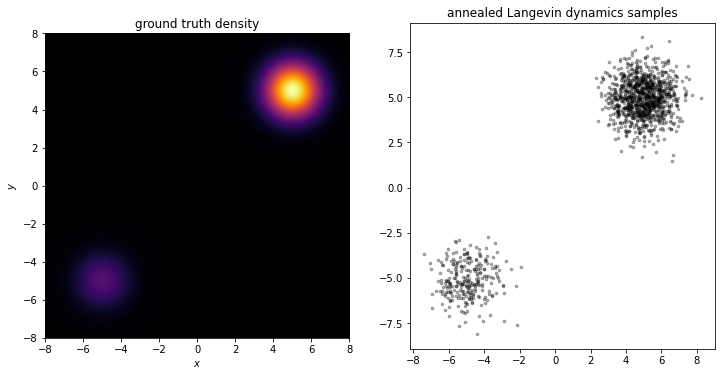 ground truth density
8
6
4
2
0
−2
−4
−6
−8
y
−8 −6 −4 −2 0 2 4 6 8
x
annealed Langevin dynamics samples
7.5
5.0
2.5
0.0
−2.5
−5.0
−7.5
−8 −6 −4 −2 0 2 4 6 8